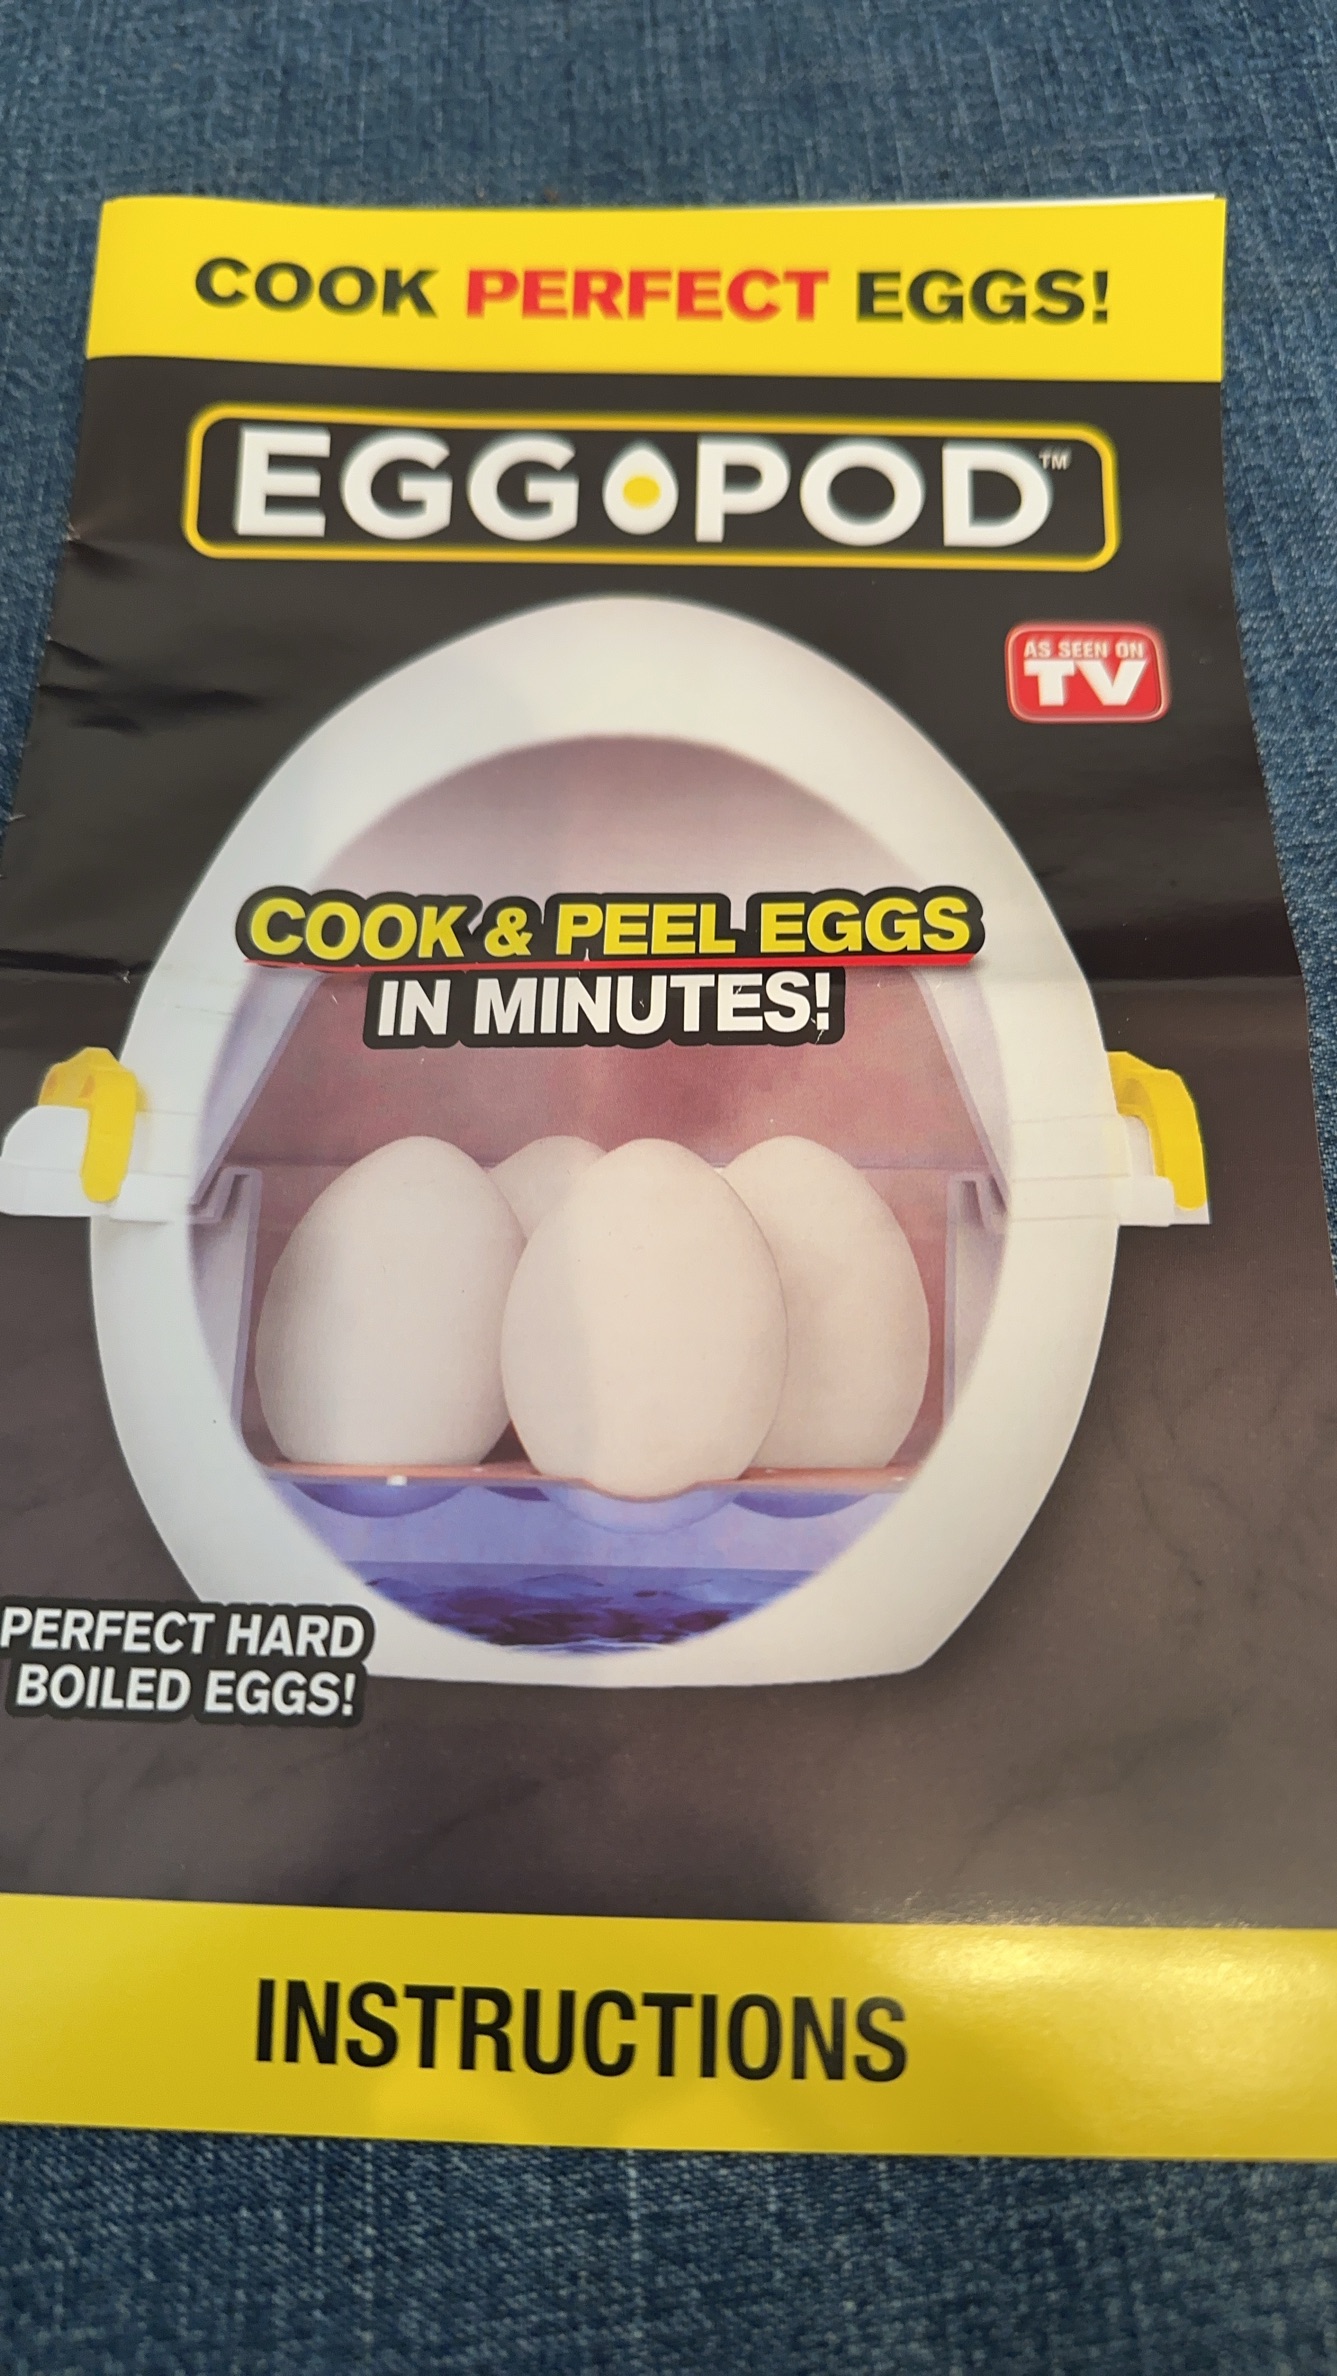 COOK PERFECT EGGS!
EGG POD™
AS SEEN ON
TV
COOK & PEEL EGGS
IN MINUTES!
PERFECT HARD
BOILED EGGS!
INSTRUCTIONS